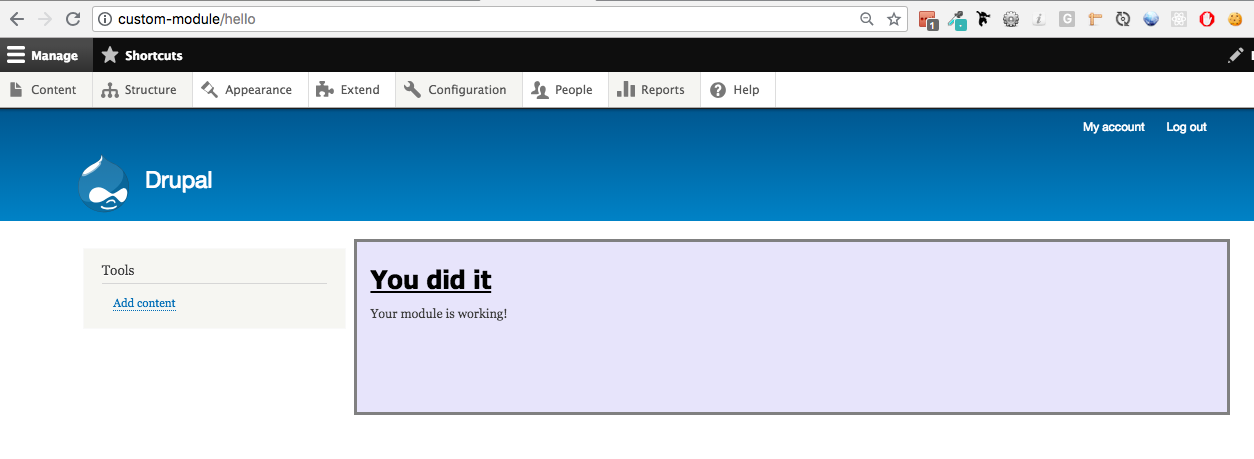 custom-module/hello
1
Manage Shortcuts
Content Structure Appearance Extend Configuration People Reports Help
My account Log out
Drupal
Tools
Add content
You did it
Your module is working!